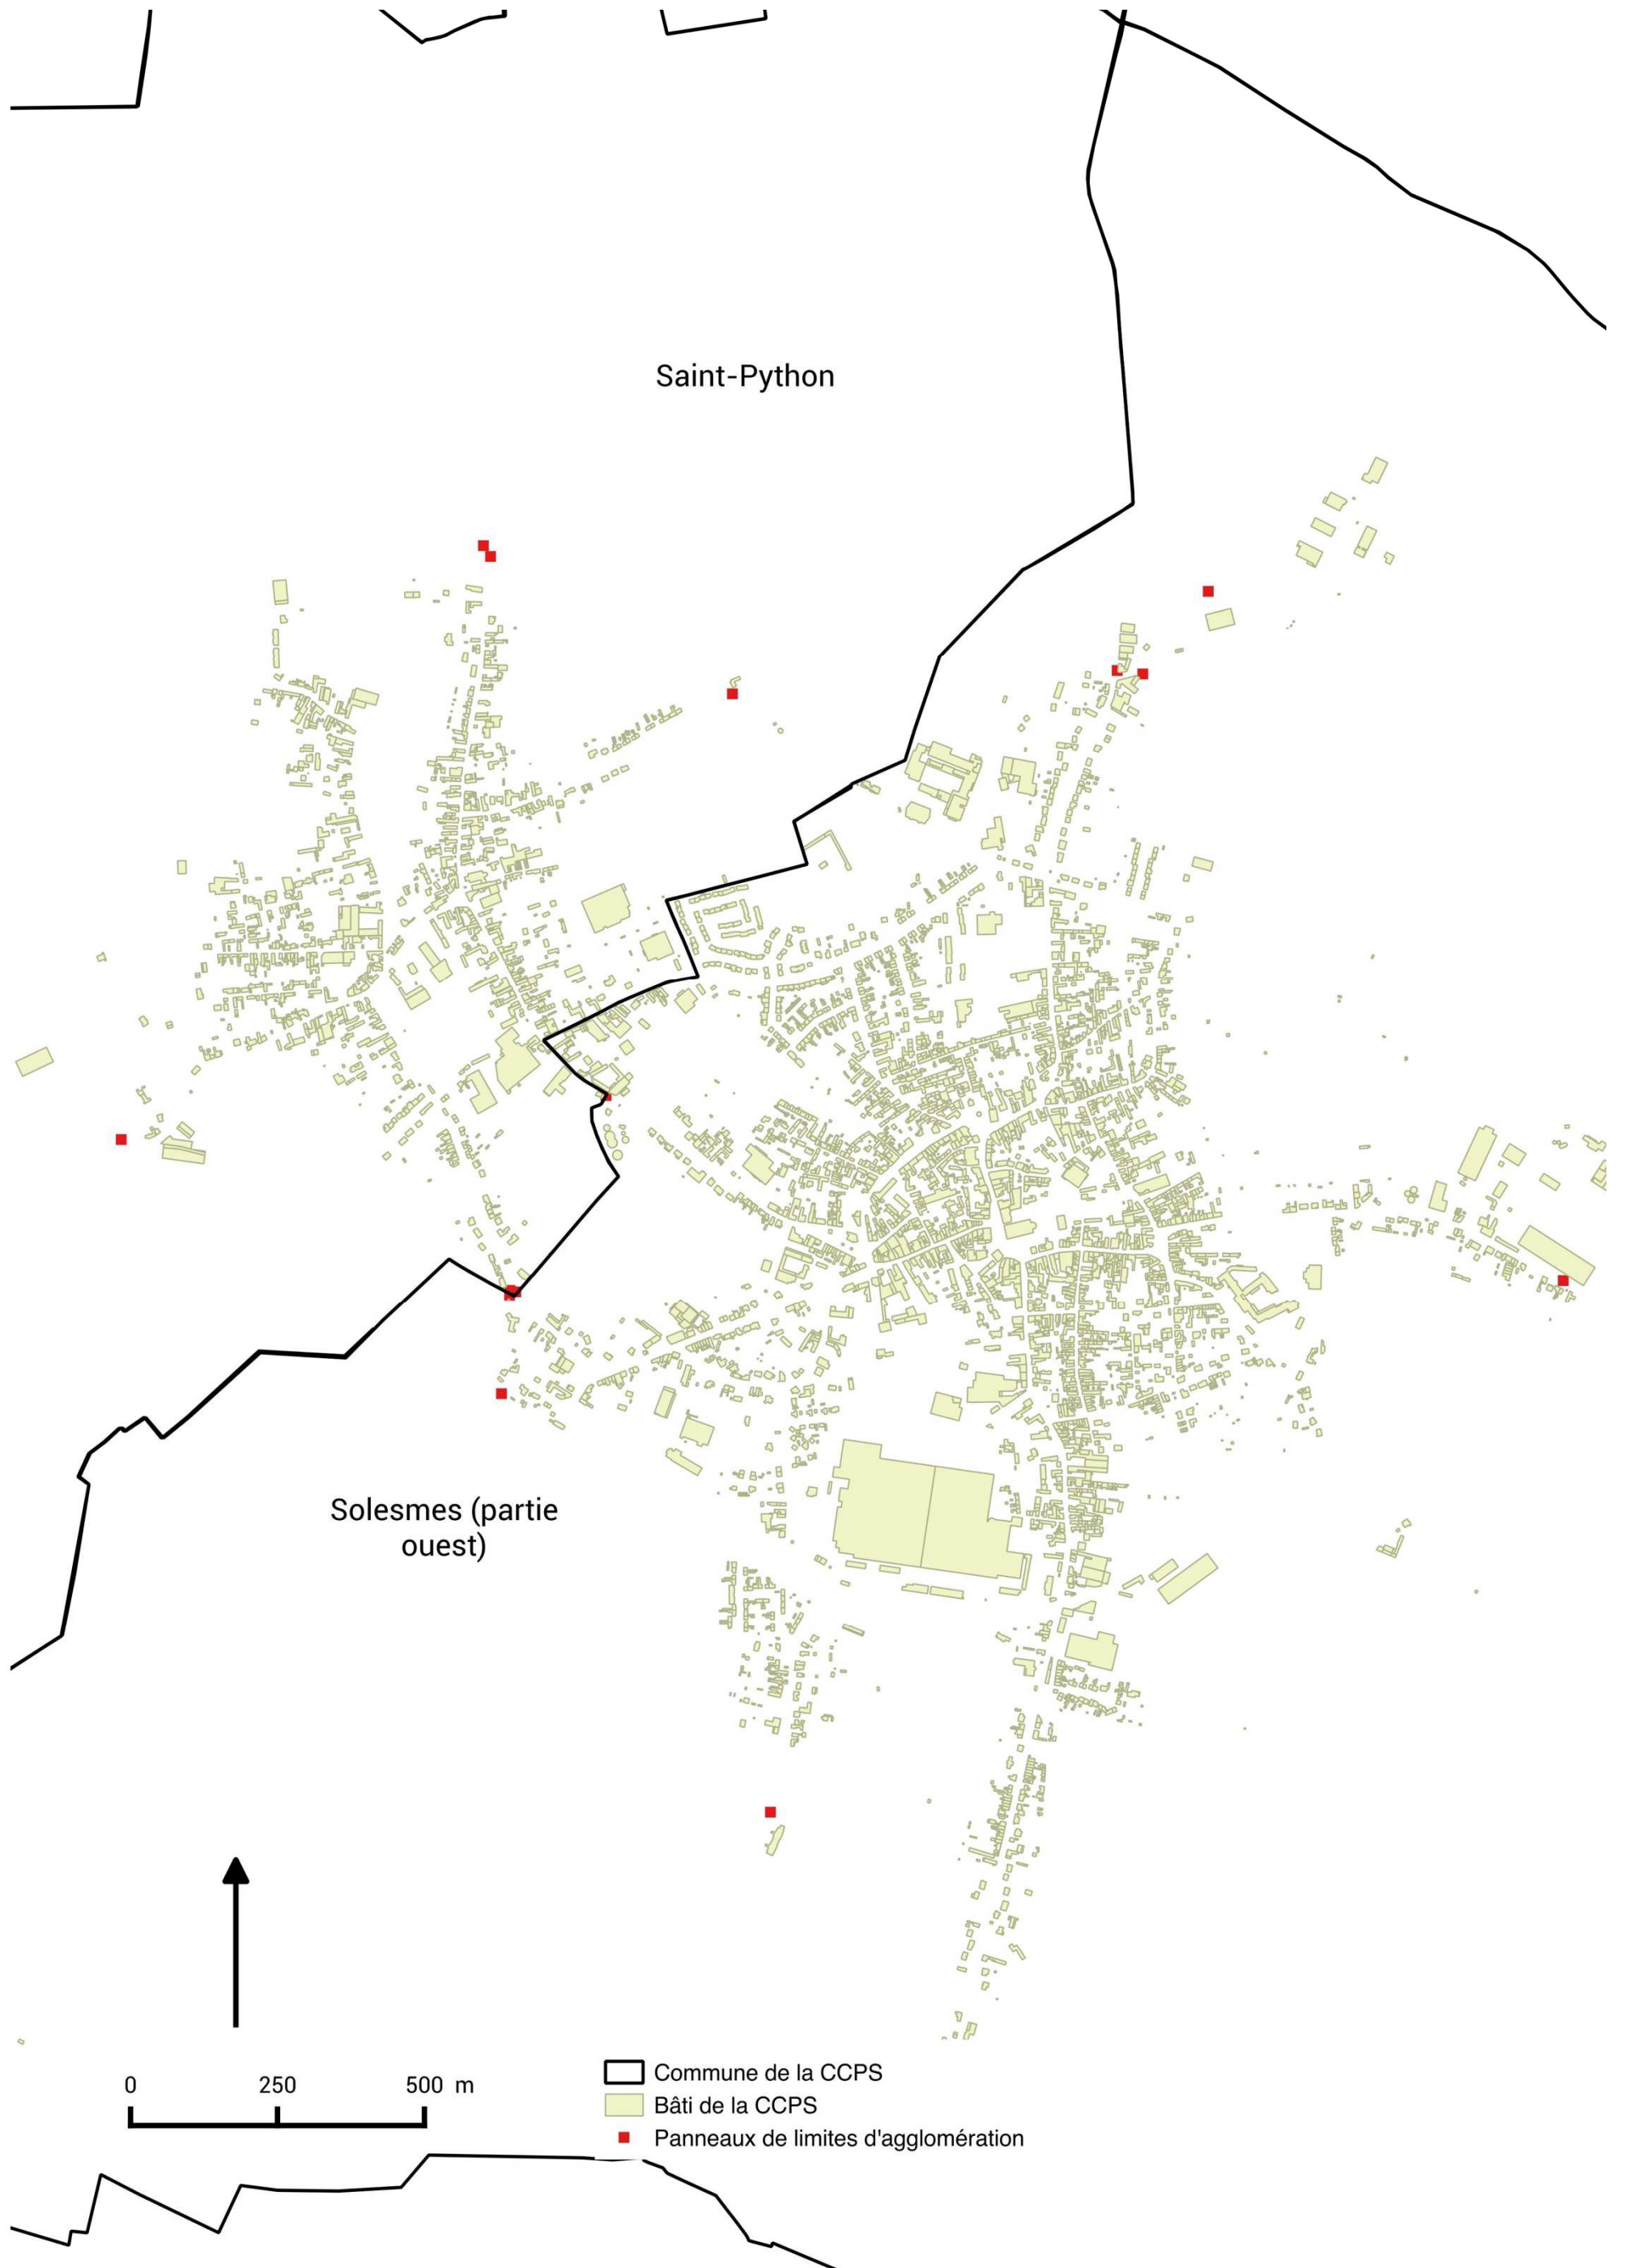 Saint-Python
Solesmes (partie
ouest)
0 250 500 m
Commune de la CCPS
Bâti de la CCPS
Panneaux de limites d'agglomération